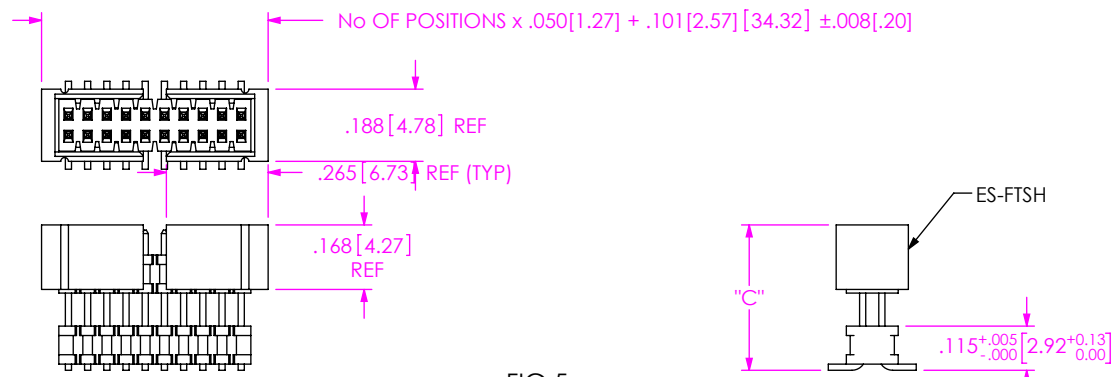 No OF POSITIONS x .050[1.27] + .101[2.57] [34.32] ±.008[.20]
.188[4.78] REF
.265[6.73] REF (TYP)
ES-FTSH
.168[4.27]
REF
"C"
.115+.005 -.000 [2.92+0.13 0.00]